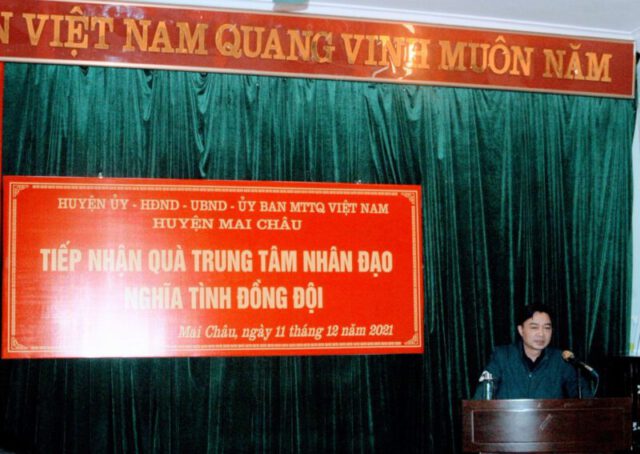 VIỆT NAM QUANG VINH MUÔN NĂM
HUYỆN ỦY - HĐND - UBND - ỦY BAN MTTQ VIỆT NAM
HUYỆN MAI CHÂU
TIẾP NHẬN QUÀ TRUNG TÂM NHÂN ĐẠO
NGHĨA TÌNH ĐỒNG ĐỘI
Mai Châu, ngày 11 tháng 12 năm 2021